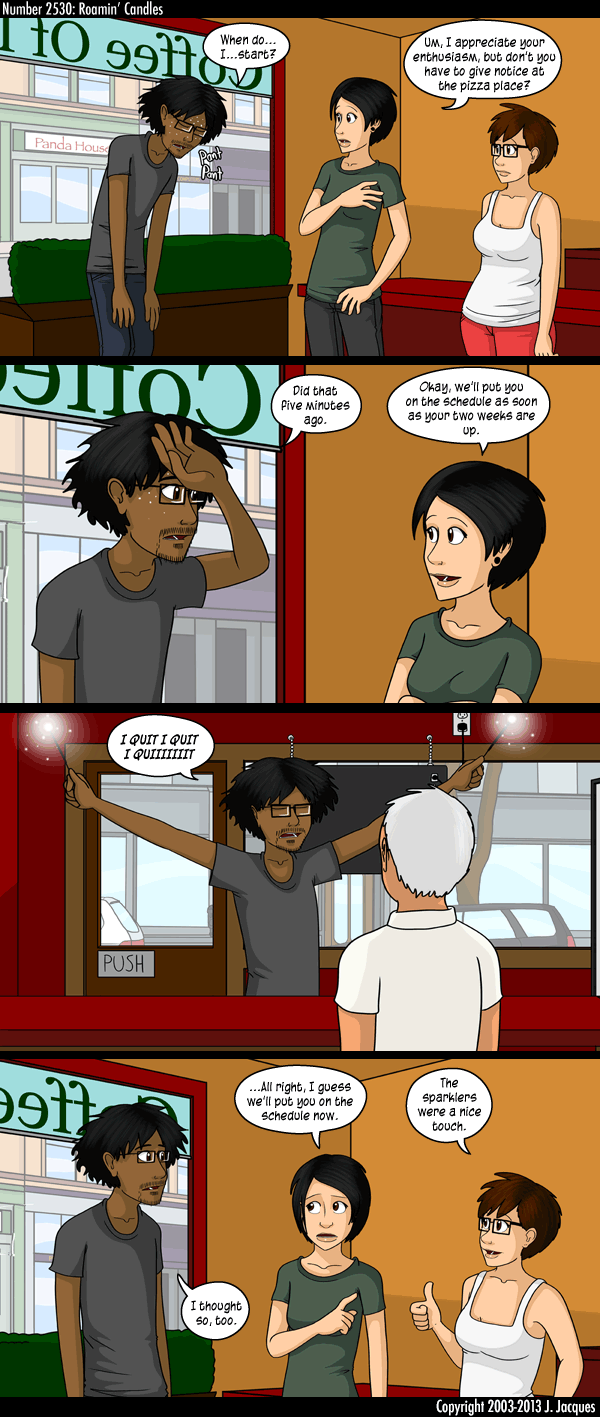 Number 2530: Roamin' Candles
Coffee Of D
When do...
I...start?
Um, I appreciate your
enthusiasm, but don't you
have to give notice at
the pizza place?
Panda House
Pant
Pant
Coffe
Did that
five minutes
ago.
Okay, we'll put you
on the schedule as soon
as your two weeks are
up.
I QUIT I QUIT
I QUIIIIIIIT
PUSH
Coffee
...All right, I guess
we'll put you on the
schedule now.
The
sparklers
were a nice
touch.
I thought
so, too.
Copyright 2003-2013 J. Jacques